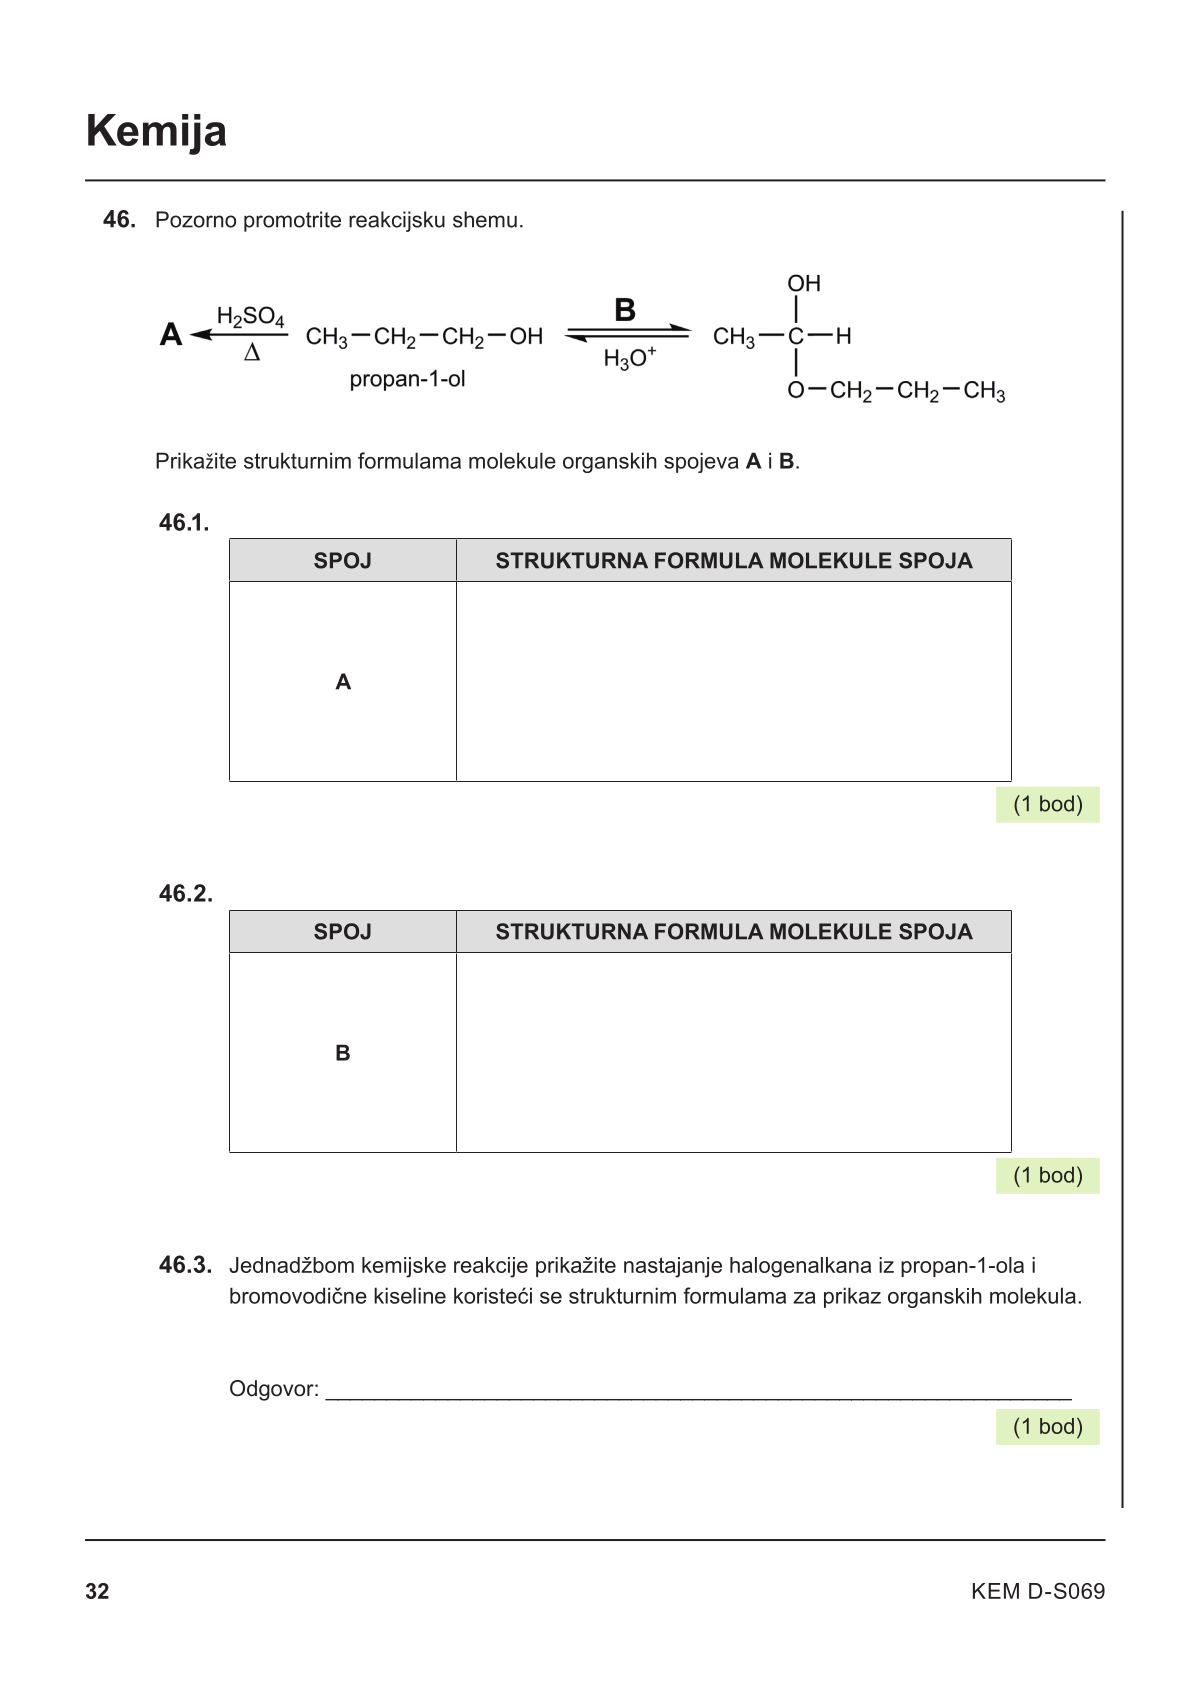 Kemija
46. Pozorno promotrite reakcijsku shemu.
OH
A H₂SO₄ Δ CH₃—CH₂—CH₂—OH B H₃O⁺ CH₃—C—H
propan-1-ol
O—CH₂—CH₂—CH₃
Prikažite strukturnim formulama molekule organskih spojeva A i B.
46.1.
SPOJ STRUKTURNA FORMULA MOLEKULE SPOJA
A
(1 bod)
46.2.
SPOJ STRUKTURNA FORMULA MOLEKULE SPOJA
B
(1 bod)
46.3. Jednadžbom kemijske reakcije prikažite nastajanje halogenalkana iz propan-1-ola i
bromovodične kiseline koristeći se strukturnim formulama za prikaz organskih molekula.
Odgovor: ____________________
(1 bod)
32 KEM D-S069